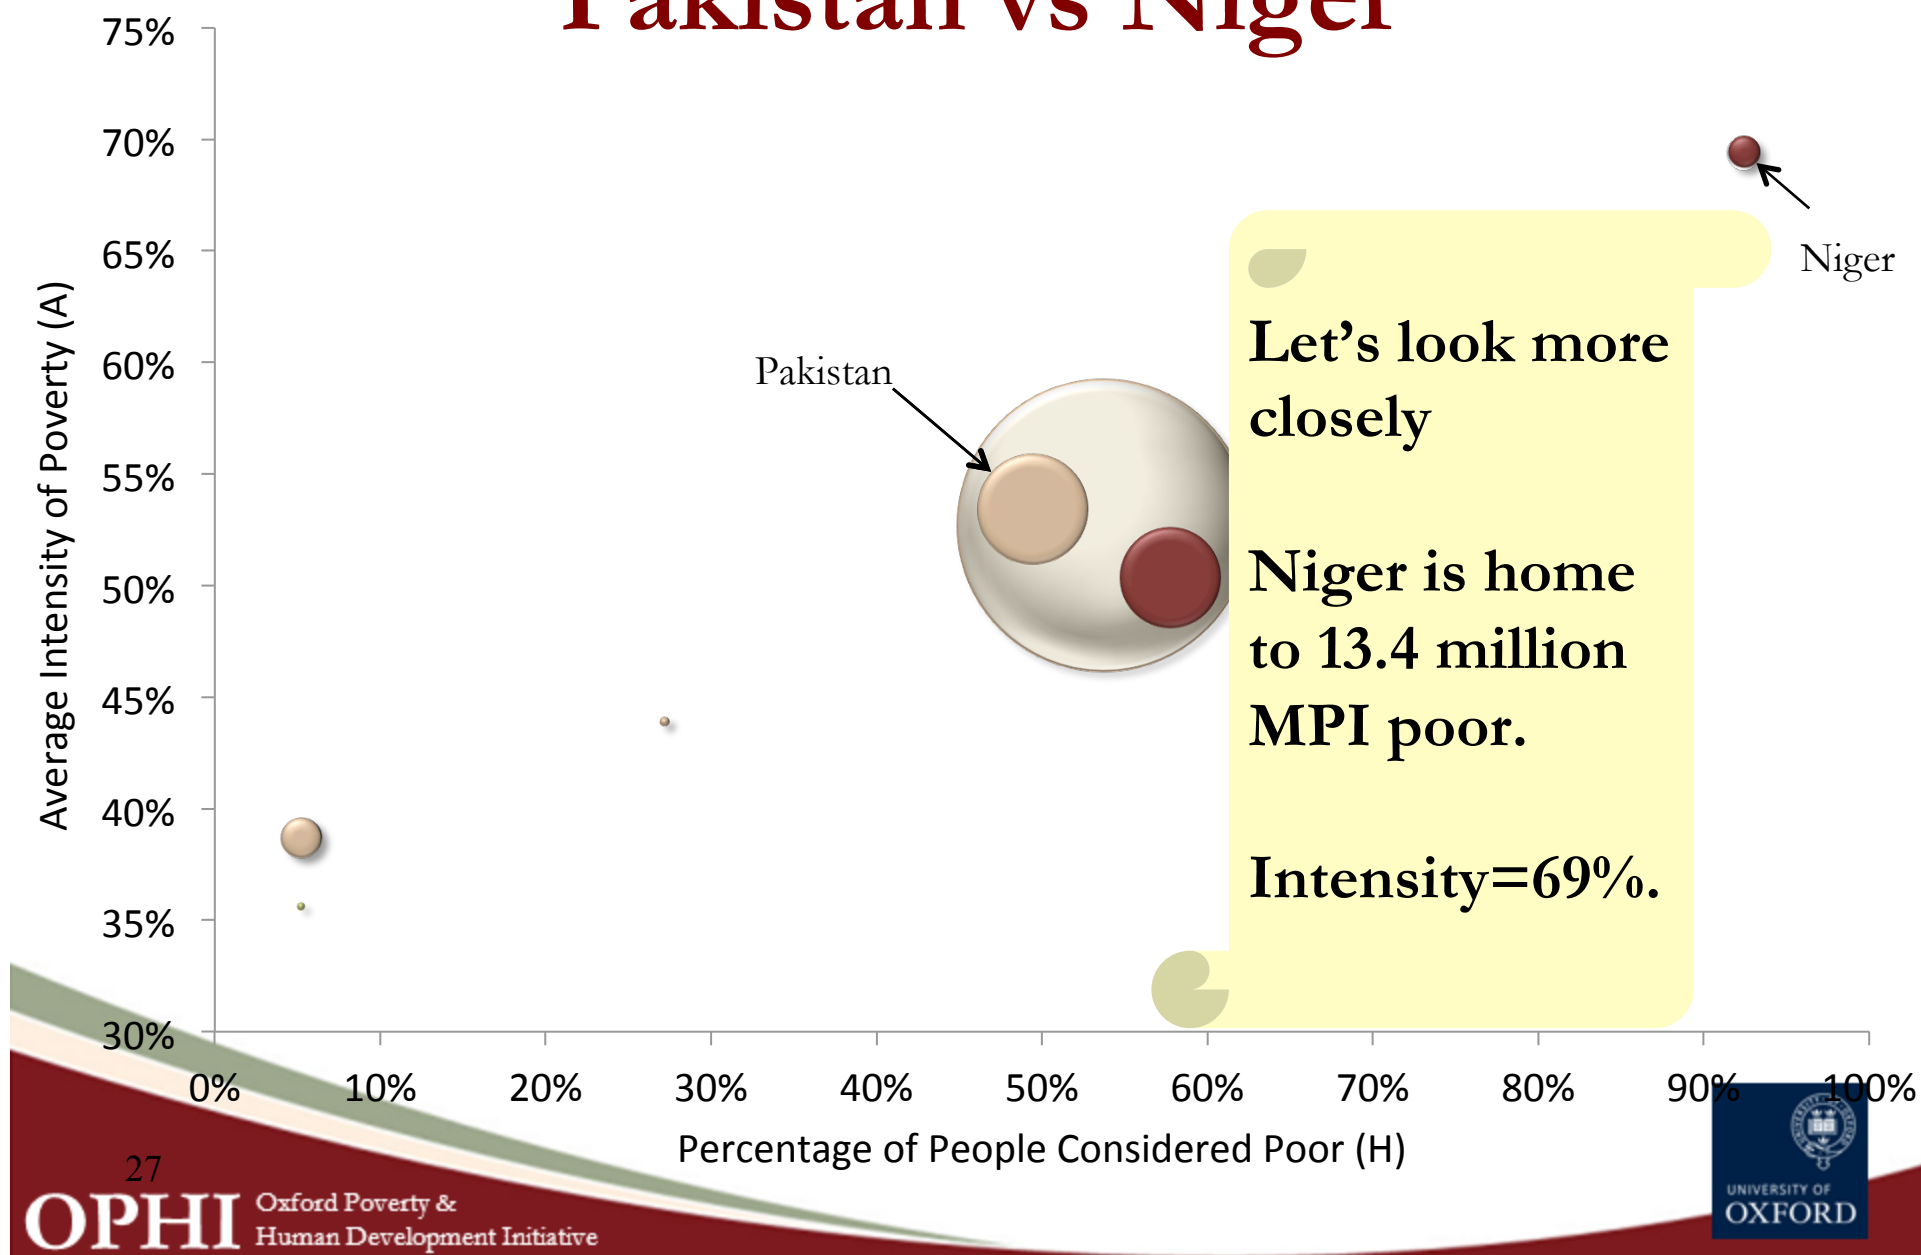 Pakistan vs Niger
75%
70%
65%
60%
55%
50%
45%
40%
35%
30%
Average Intensity of Poverty (A)
Niger
Pakistan
Let’s look more
closely
Niger is home
to 13.4 million
MPI poor.
Intensity=69%.
0% 10% 20% 30% 40% 50% 60% 70% 80% 90% 100%
Percentage of People Considered Poor (H)
27
OPHI
Oxford Poverty &
Human Development Initiative
UNIVERSITY OF
OXFORD